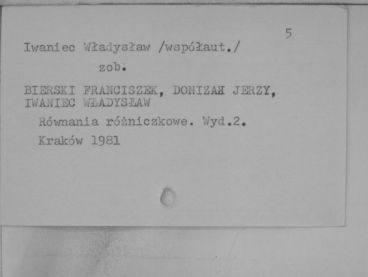 5
Iwaniec Władysław /współaut./
zob.
BIERSKI FRANCISZEK, DONIZAK JERZY,
IWANIEC WŁADYSŁAW
Równania różniczkowe. Wyd.2.
Kraków 1981